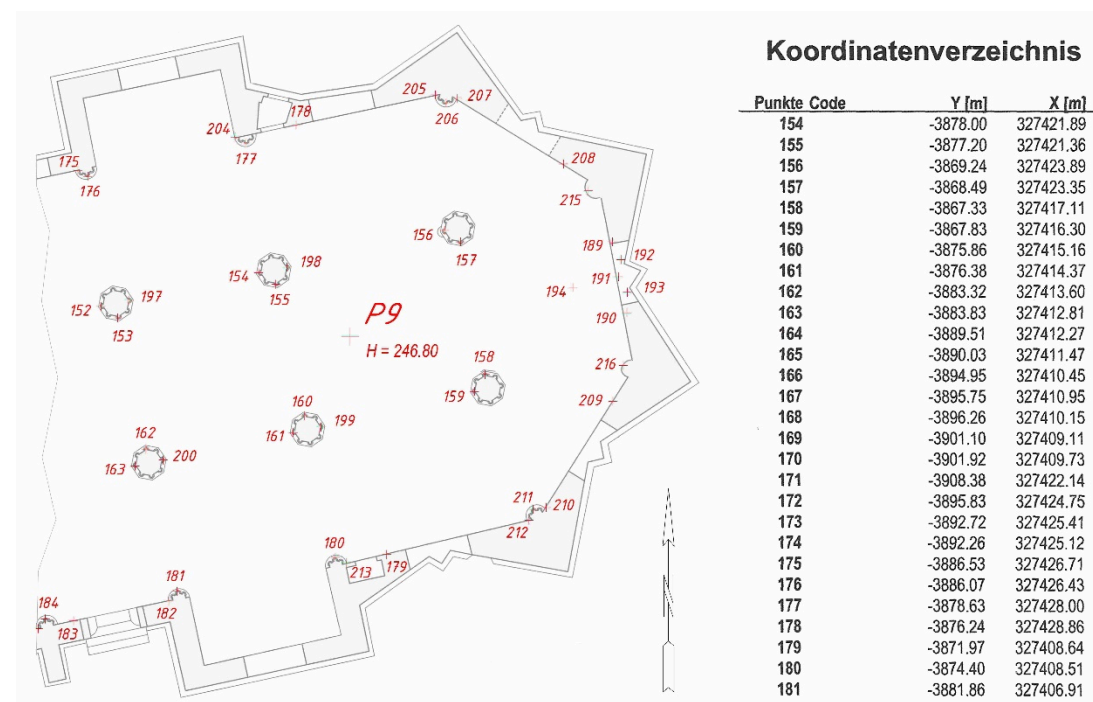 205
207
206
178
204
177
175
176
208
215
156
157
189
192
191
193
194
190
154
198
155
152
197
153
P9
H = 246.80
158
159
216
209
160
161
199
162
163
200
211
210
212
180
213
179
181
182
184
183
N
Koordinatenverzeichnis
Punkte Code Y [m] X [m]
154 -3878.00 327421.89
155 -3877.20 327421.36
156 -3869.24 327423.89
157 -3868.49 327423.35
158 -3867.33 327417.11
159 -3867.83 327416.30
160 -3875.86 327415.16
161 -3876.38 327414.37
162 -3883.32 327413.60
163 -3883.83 327412.81
164 -3889.51 327412.27
165 -3890.03 327411.47
166 -3894.95 327410.45
167 -3895.75 327410.95
168 -3896.26 327410.15
169 -3901.10 327409.11
170 -3901.92 327409.73
171 -3908.38 327422.14
172 -3895.83 327424.75
173 -3892.72 327425.41
174 -3892.26 327425.12
175 -3886.53 327426.71
176 -3886.07 327426.43
177 -3878.63 327428.00
178 -3876.24 327428.86
179 -3871.97 327408.64
180 -3874.40 327408.51
181 -3881.86 327406.91